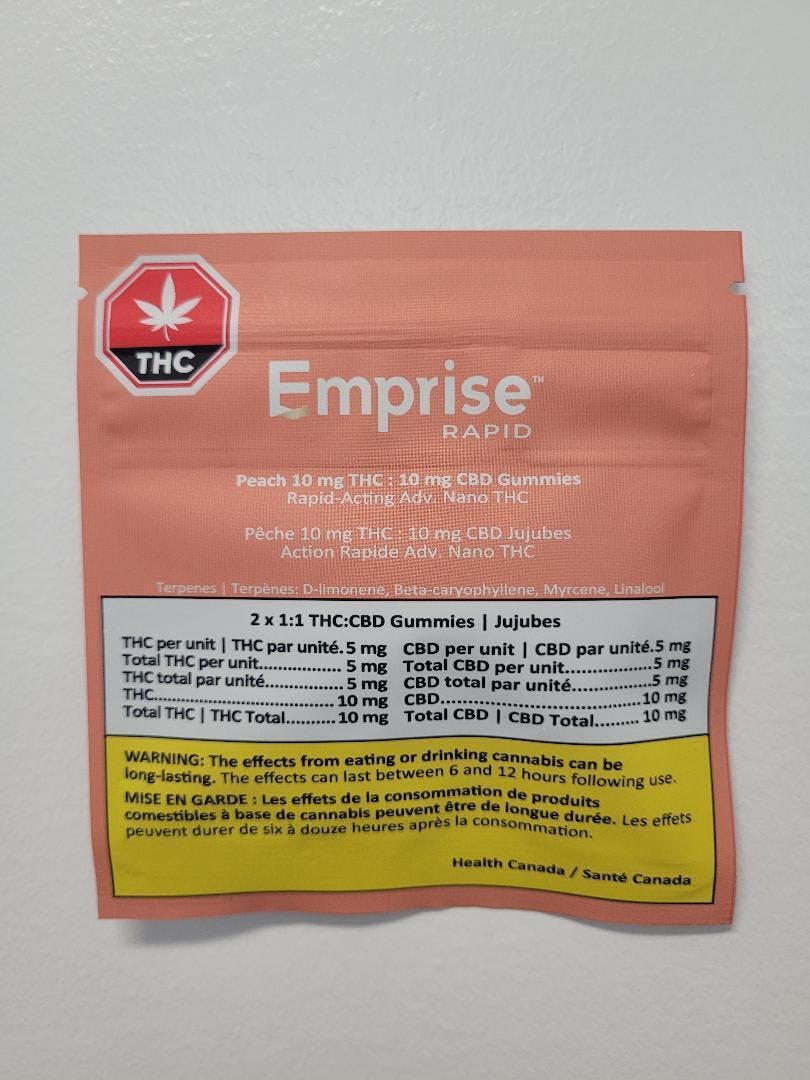 THC
Emprise™
RAPID
Peach 10 mg THC : 10 mg CBD Gummies
Rapid-Acting Adv. Nano THC
Pêche 10 mg THC : 10 mg CBD Jujubes
Action Rapide Adv. Nano THC
Terpenes | Terpènes: D-limonene, Beta-caryophyllene, Myrcene, Linalool
2 x 1:1 THC:CBD Gummies | Jujubes
THC per unit | THC par unité.5 mg
Total THC per unit.................. 5 mg
THC total par unité................. 5 mg
THC....................................... 10 mg
Total THC | THC Total.......... 10 mg
CBD per unit | CBD par unité.5 mg
Total CBD per unit..................5 mg
CBD total par unité.................5 mg
CBD.......................................10 mg
Total CBD | CBD Total......... 10 mg
WARNING: The effects from eating or drinking cannabis can be
long-lasting. The effects can last between 6 and 12 hours following use.
MISE EN GARDE : Les effets de la consommation de produits
comestibles à base de cannabis peuvent être de longue durée. Les effets
peuvent durer de six à douze heures après la consommation.
Health Canada / Santé Canada